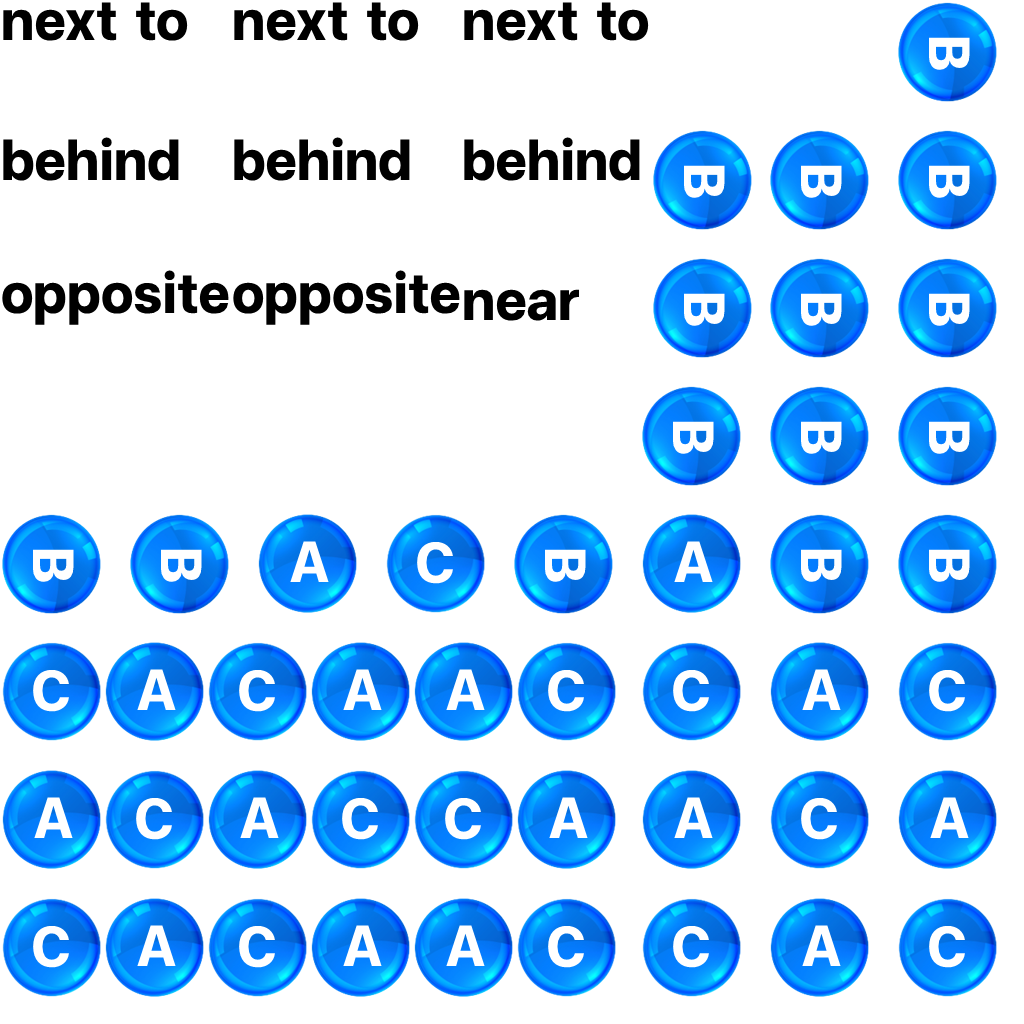 next to next to next to B
behind behind behind B B B
opposite opposite near B B B
B B B
B B A C B A B B
C A C A A C C A C
A C A C C A A C A
C A C A A C C A C